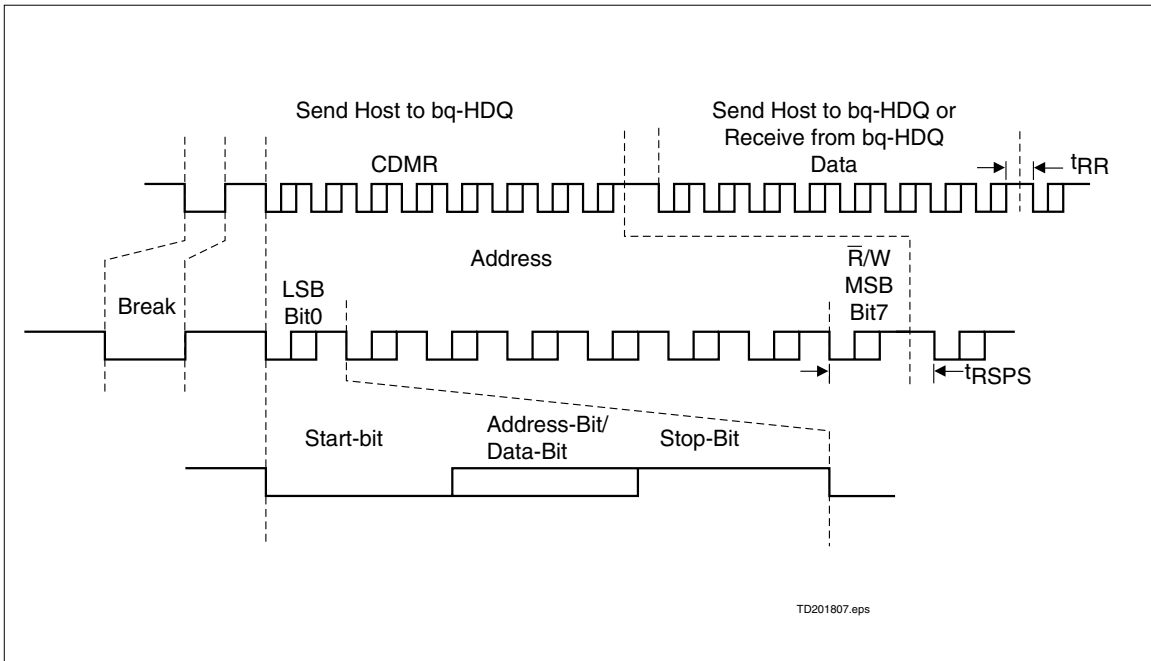 Send Host to bq-HDQ
Send Host to bq-HDQ or
Receive from bq-HDQ
CDMR
Data
tRR
Address
R̅/W
MSB
Bit7
LSB
Bit0
Break
tRSPS
Start-bit
Address-Bit/
Data-Bit
Stop-Bit
TD201807.eps